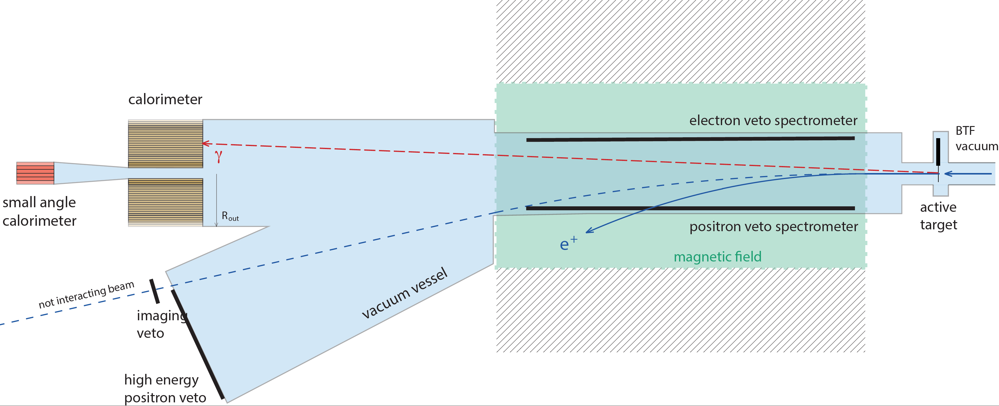 calorimeter
electron veto spectrometer
BTF
vacuum
γ
small angle
calorimeter
R_out
active
target
positron veto spectrometer
e⁺
magnetic field
not interacting beam
vacuum vessel
imaging
veto
high energy
positron veto